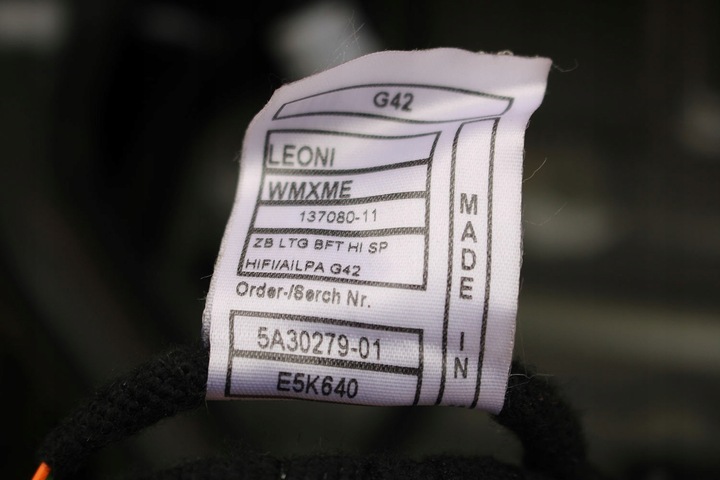 G42
LEONI
WMXME
137080-11
ZB LTG BFT HI SP
HIFI/AILPA G42
Order-/Serch Nr.
5A30279-01
E5K640
MADE IN